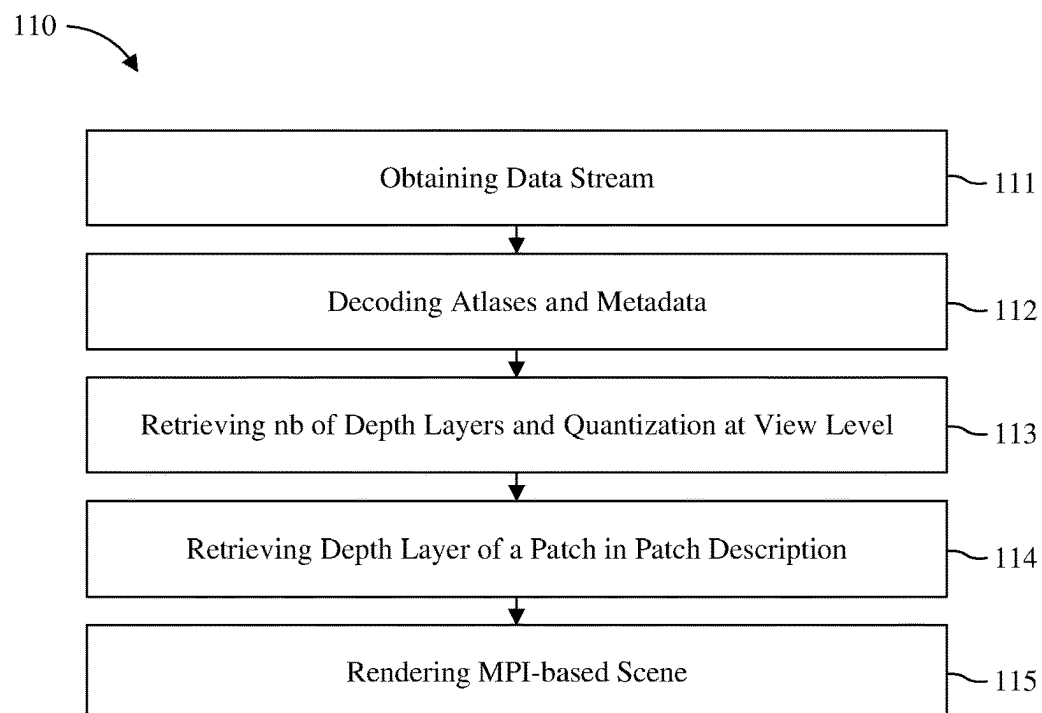 110
Obtaining Data Stream
111
Decoding Atlases and Metadata
112
Retrieving nb of Depth Layers and Quantization at View Level
113
Retrieving Depth Layer of a Patch in Patch Description
114
Rendering MPI-based Scene
115